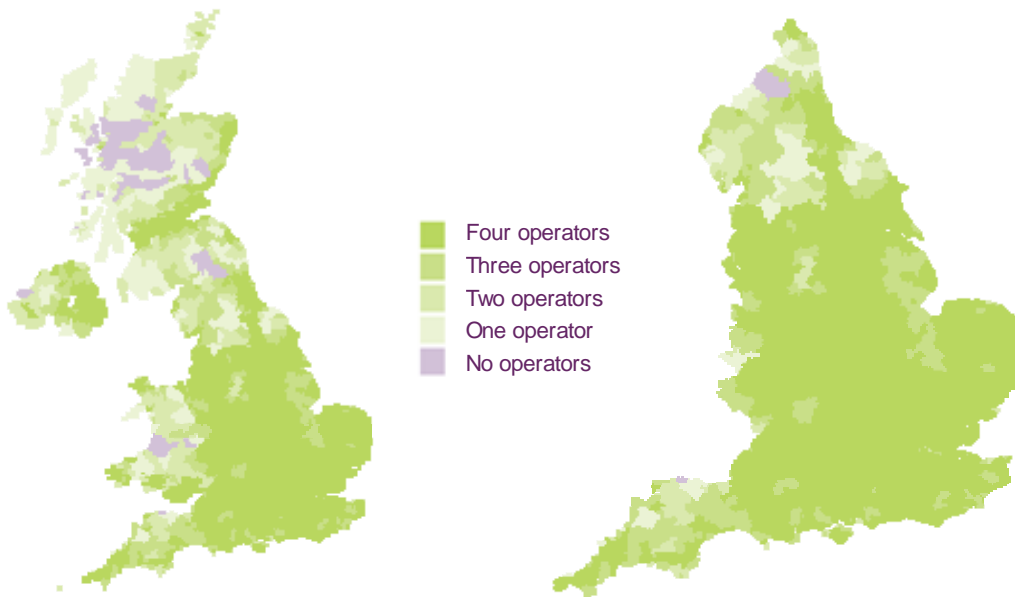 Four operators
Three operators
Two operators
One operator
No operators